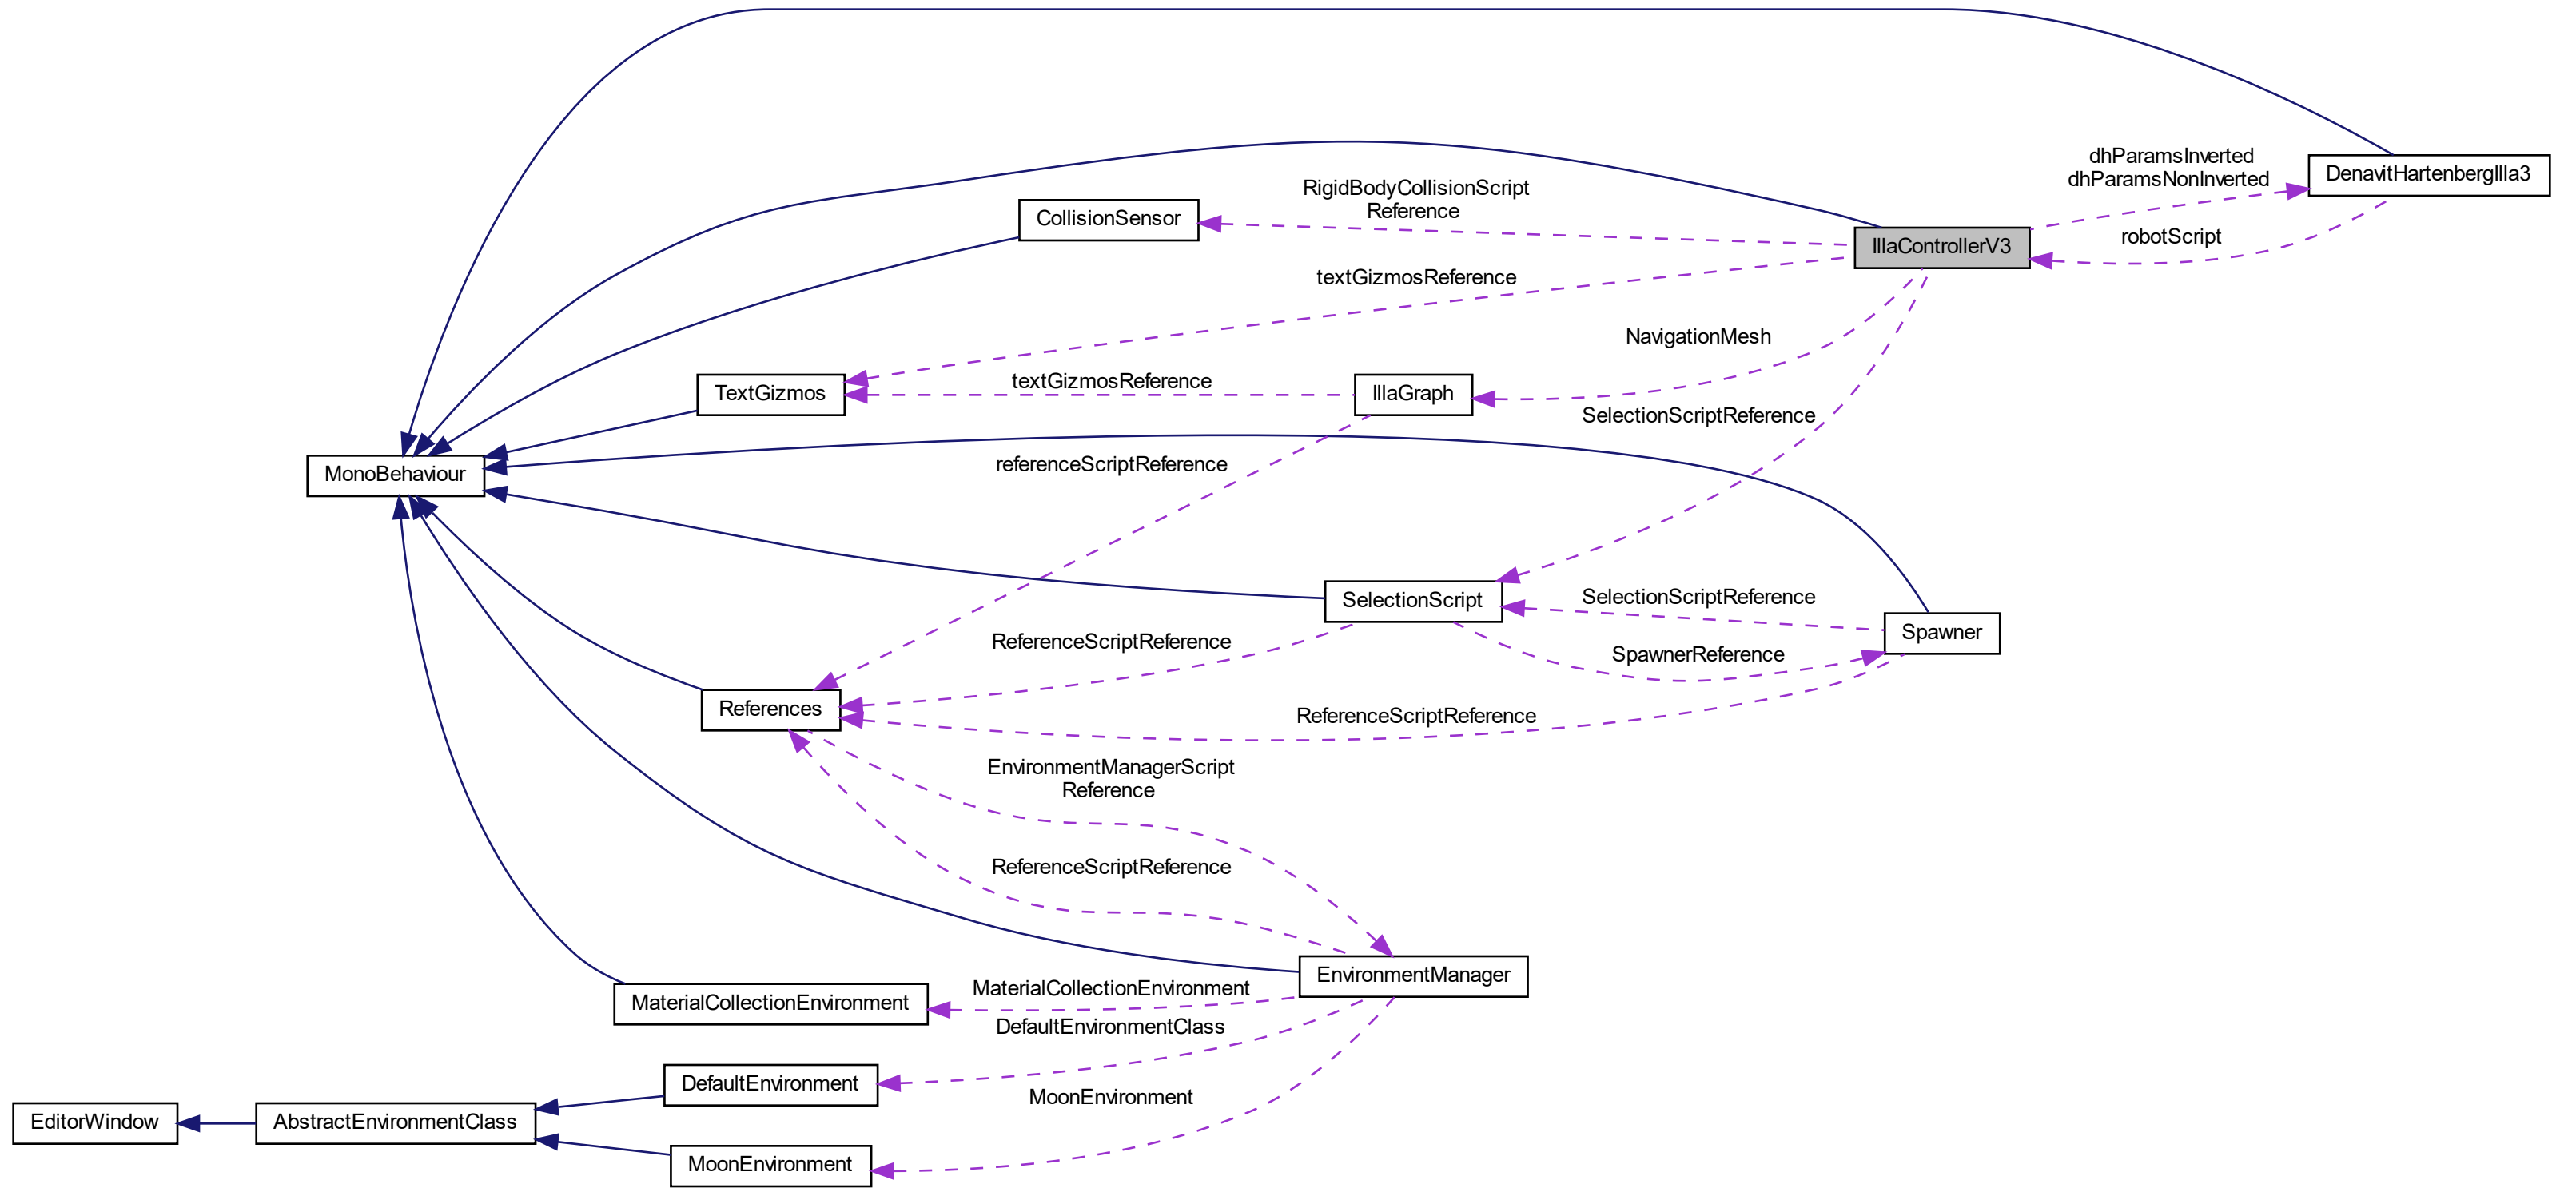 dhParamsInverted
dhParamsNonInverted
DenavitHartenbergIlla3
RigidBodyCollisionScript
Reference
CollisionSensor
robotScript
IllaControllerV3
textGizmosReference
NavigationMesh
TextGizmos
textGizmosReference
IllaGraph
SelectionScriptReference
MonoBehaviour
referenceScriptReference
SelectionScript
SelectionScriptReference
Spawner
ReferenceScriptReference
SpawnerReference
References
ReferenceScriptReference
EnvironmentManagerScript
Reference
ReferenceScriptReference
EnvironmentManager
MaterialCollectionEnvironment
MaterialCollectionEnvironment
DefaultEnvironmentClass
DefaultEnvironment
MoonEnvironment
EditorWindow
AbstractEnvironmentClass
MoonEnvironment